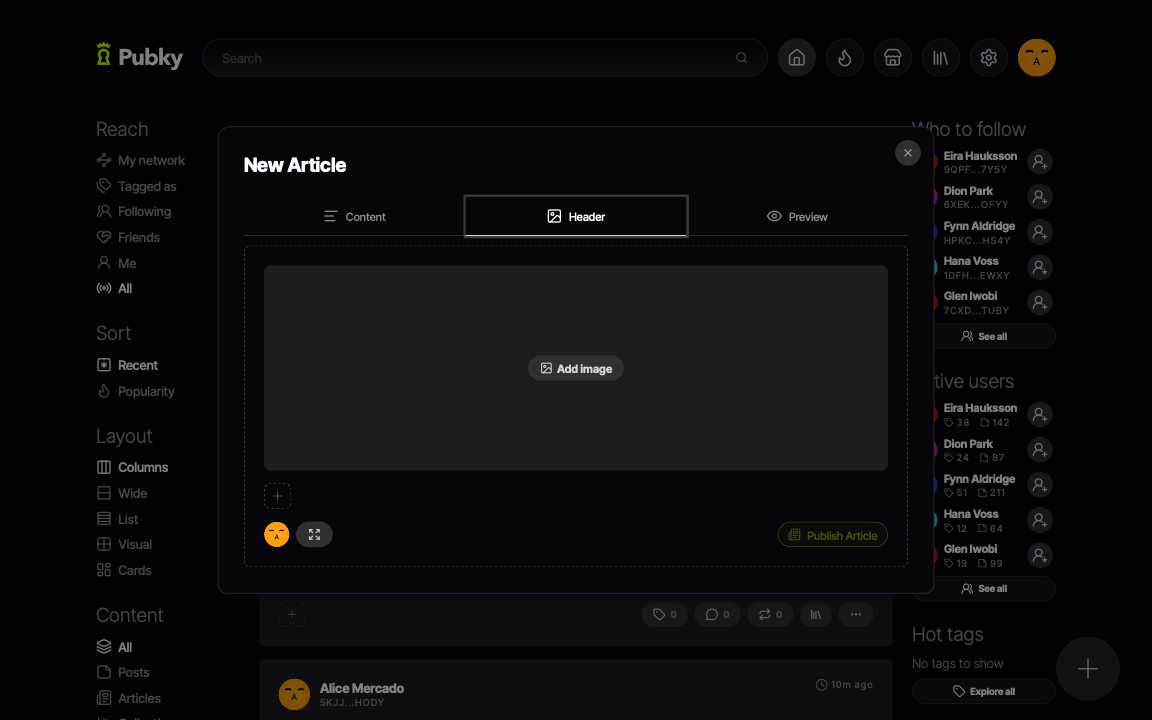 Pubky
Search
Reach
My network
Tagged as
Following
Friends
Me
All
Sort
Recent
Popularity
Layout
Columns
Wide
List
Visual
Cards
Content
All
Posts
Articles
New Article
Content
Header
Preview
Add image
Publish Article
0
0
0
Alice Mercado
5KJJ...HODY
10m ago
Who to follow
Eira Hauksson
9QPF...7Y5Y
Dion Park
6XEK...OFYY
Fynn Aldridge
HPKC...HS4Y
Hana Voss
1DFH...EWXY
Glen Iwobi
7CXD...TUBY
See all
tive users
Eira Hauksson
38 142
Dion Park
24 87
Fynn Aldridge
51 211
Hana Voss
12 64
Glen Iwobi
19 99
See all
Hot tags
No tags to show
Explore all